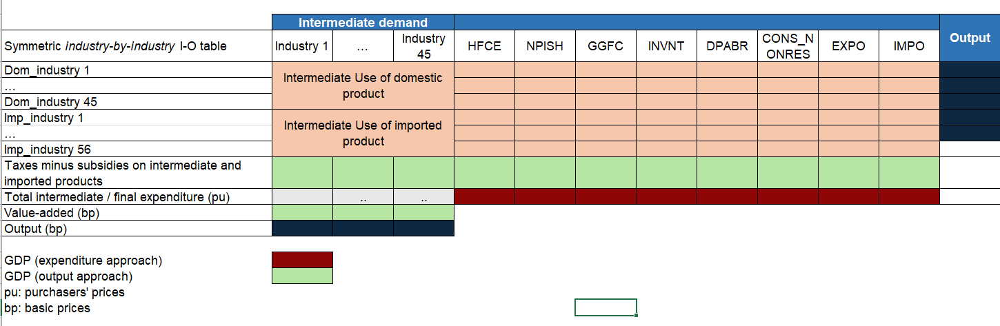 Intermediate demand
Symmetric industry-by-industry I-O table
Industry 1
...
Industry
45
HFCE
NPISH
GGFC
INVNT
DPABR
CONS_N
ONRES
EXPO
IMPO
Output
Dom_industry 1
...
Dom_industry 45
Imp_industry 1
...
Imp_industry 56
Intermediate Use of domestic
product
Intermediate Use of imported
product
Taxes minus subsidies on intermediate and
imported products
Total intermediate / final expenditure (pu)
..
..
Value-added (bp)
Output (bp)
GDP (expenditure approach)
GDP (output approach)
pu: purchasers' prices
bp: basic prices